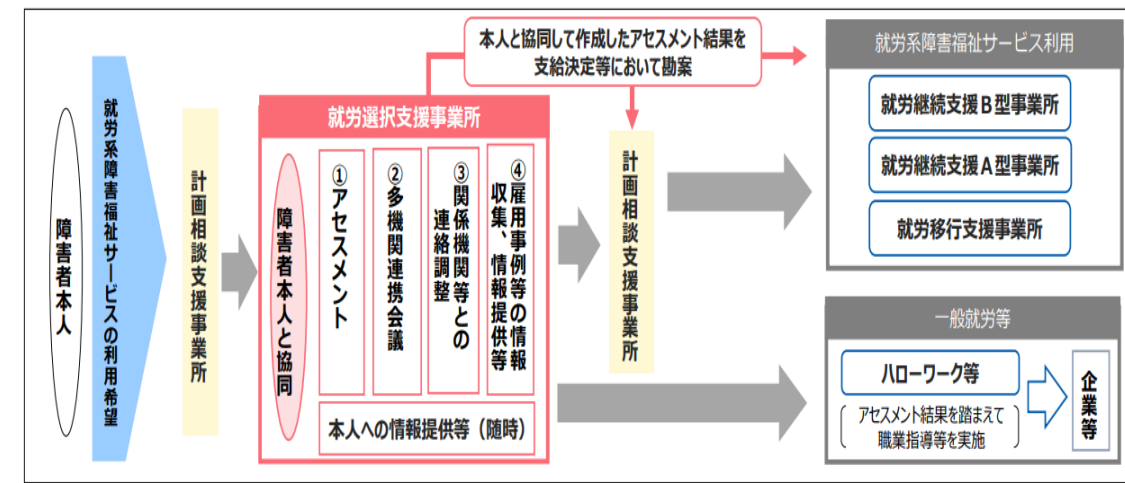 障害者本人
就労系障害福祉サービスの利用希望
計画相談支援事業所
就労選択支援事業所
障害者本人と協同
①アセスメント
②多機関連携会議
③関係機関等との
連絡調整
④雇用事例等の情報
収集、情報提供等
本人への情報提供等（随時）
本人と協同して作成したアセスメント結果を
支給決定等において勘案
計画相談支援事業所
就労系障害福祉サービス利用
就労継続支援Ｂ型事業所
就労継続支援Ａ型事業所
就労移行支援事業所
一般就労等
ハローワーク等
アセスメント結果を踏まえて
職業指導等を実施
企業等